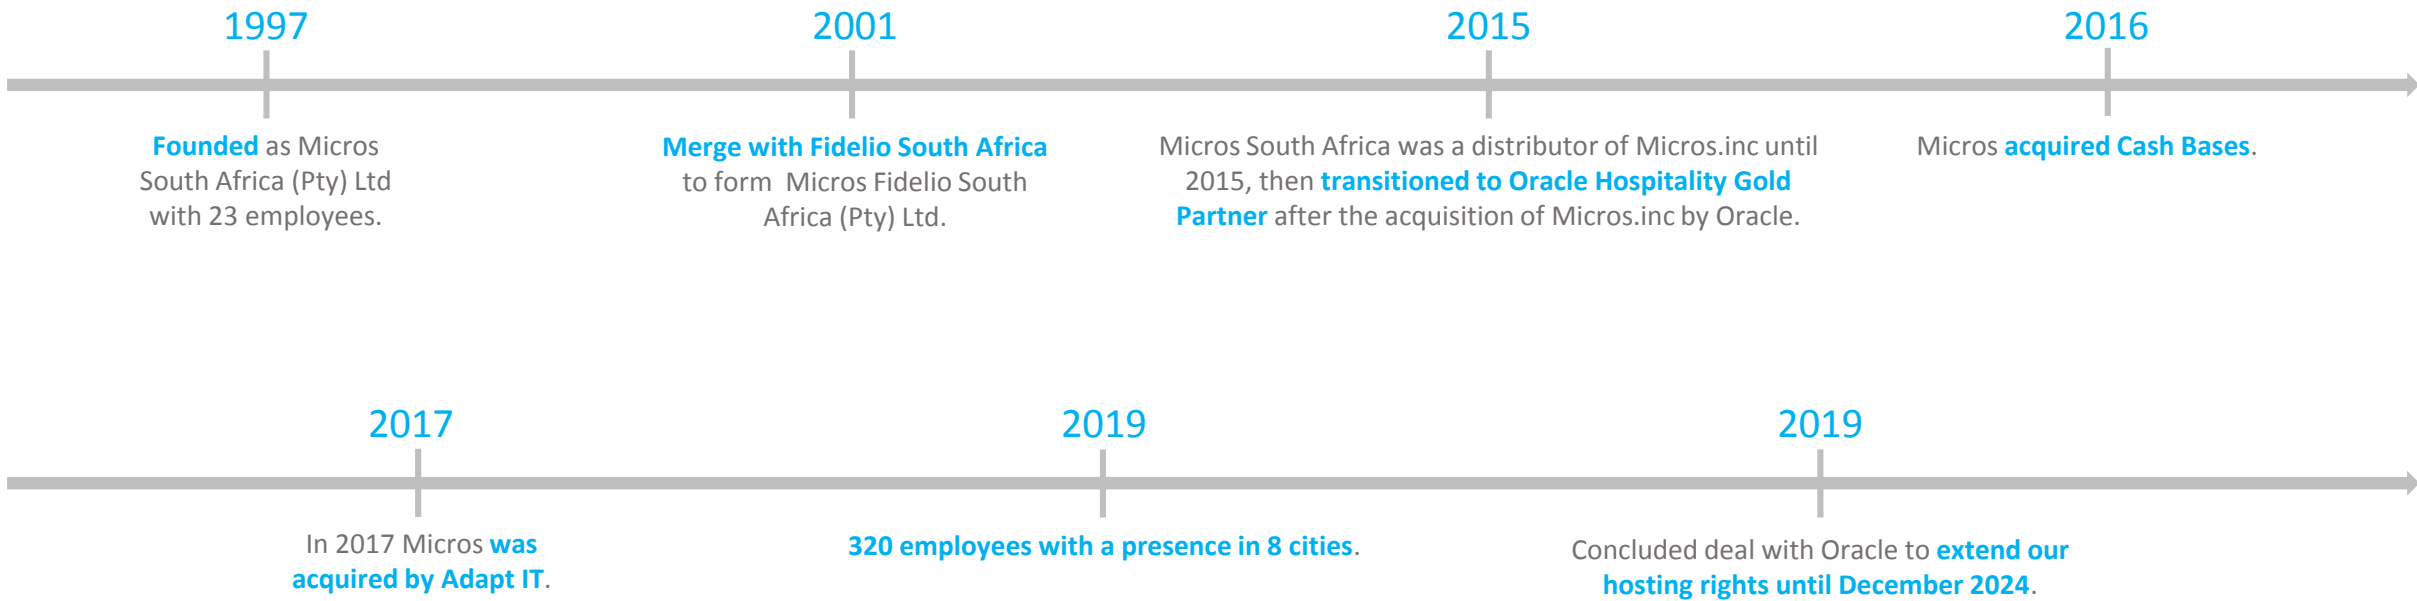 1997
Founded as Micros
South Africa (Pty) Ltd
with 23 employees.
2001
Merge with Fidelio South Africa
to form  Micros Fidelio South
Africa (Pty) Ltd.
2015
Micros South Africa was a distributor of Micros.inc until
2015, then transitioned to Oracle Hospitality Gold
Partner after the acquisition of Micros.inc by Oracle.
2016
Micros acquired Cash Bases.
2017
In 2017 Micros was
acquired by Adapt IT.
2019
320 employees with a presence in 8 cities.
2019
Concluded deal with Oracle to extend our
hosting rights until December 2024.